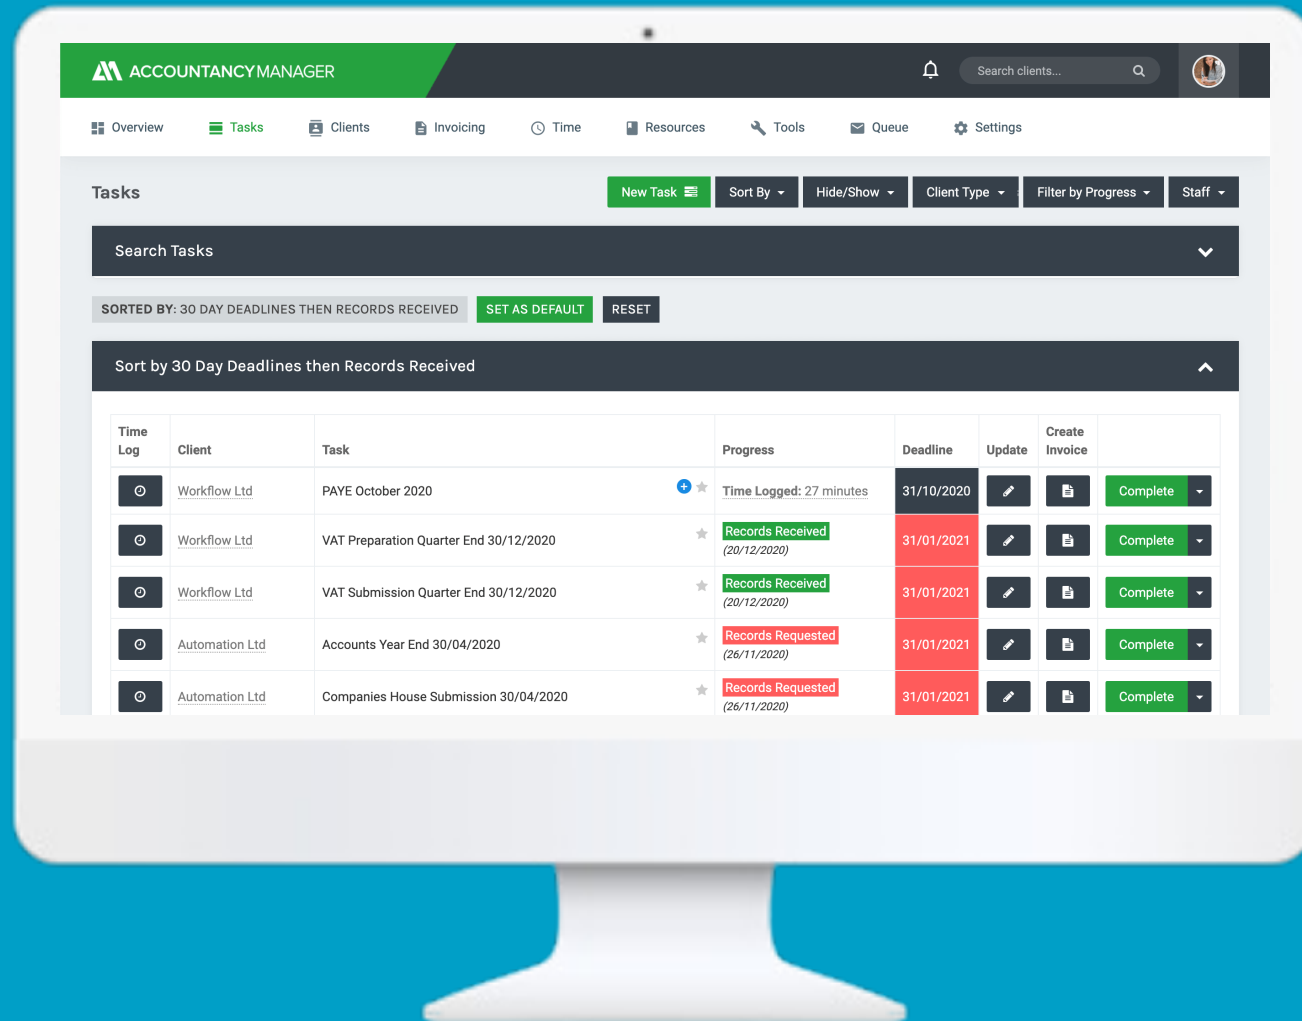 ACCOUNTANCYMANAGER
Search clients...
Overview
Tasks
Clients
Invoicing
Time
Resources
Tools
Queue
Settings
Tasks
New Task
Sort By
Hide/Show
Client Type
Filter by Progress
Staff
Search Tasks
SORTED BY: 30 DAY DEADLINES THEN RECORDS RECEIVED
SET AS DEFAULT
RESET
Sort by 30 Day Deadlines then Records Received
Time Log
Client
Task
Progress
Deadline
Update
Create Invoice
Workflow Ltd
PAYE October 2020
Time Logged: 27 minutes
31/10/2020
Complete
Workflow Ltd
VAT Preparation Quarter End 30/12/2020
Records Received
(20/12/2020)
31/01/2021
Complete
Workflow Ltd
VAT Submission Quarter End 30/12/2020
Records Received
(20/12/2020)
31/01/2021
Complete
Automation Ltd
Accounts Year End 30/04/2020
Records Requested
(26/11/2020)
31/01/2021
Complete
Automation Ltd
Companies House Submission 30/04/2020
Records Requested
(26/11/2020)
31/01/2021
Complete